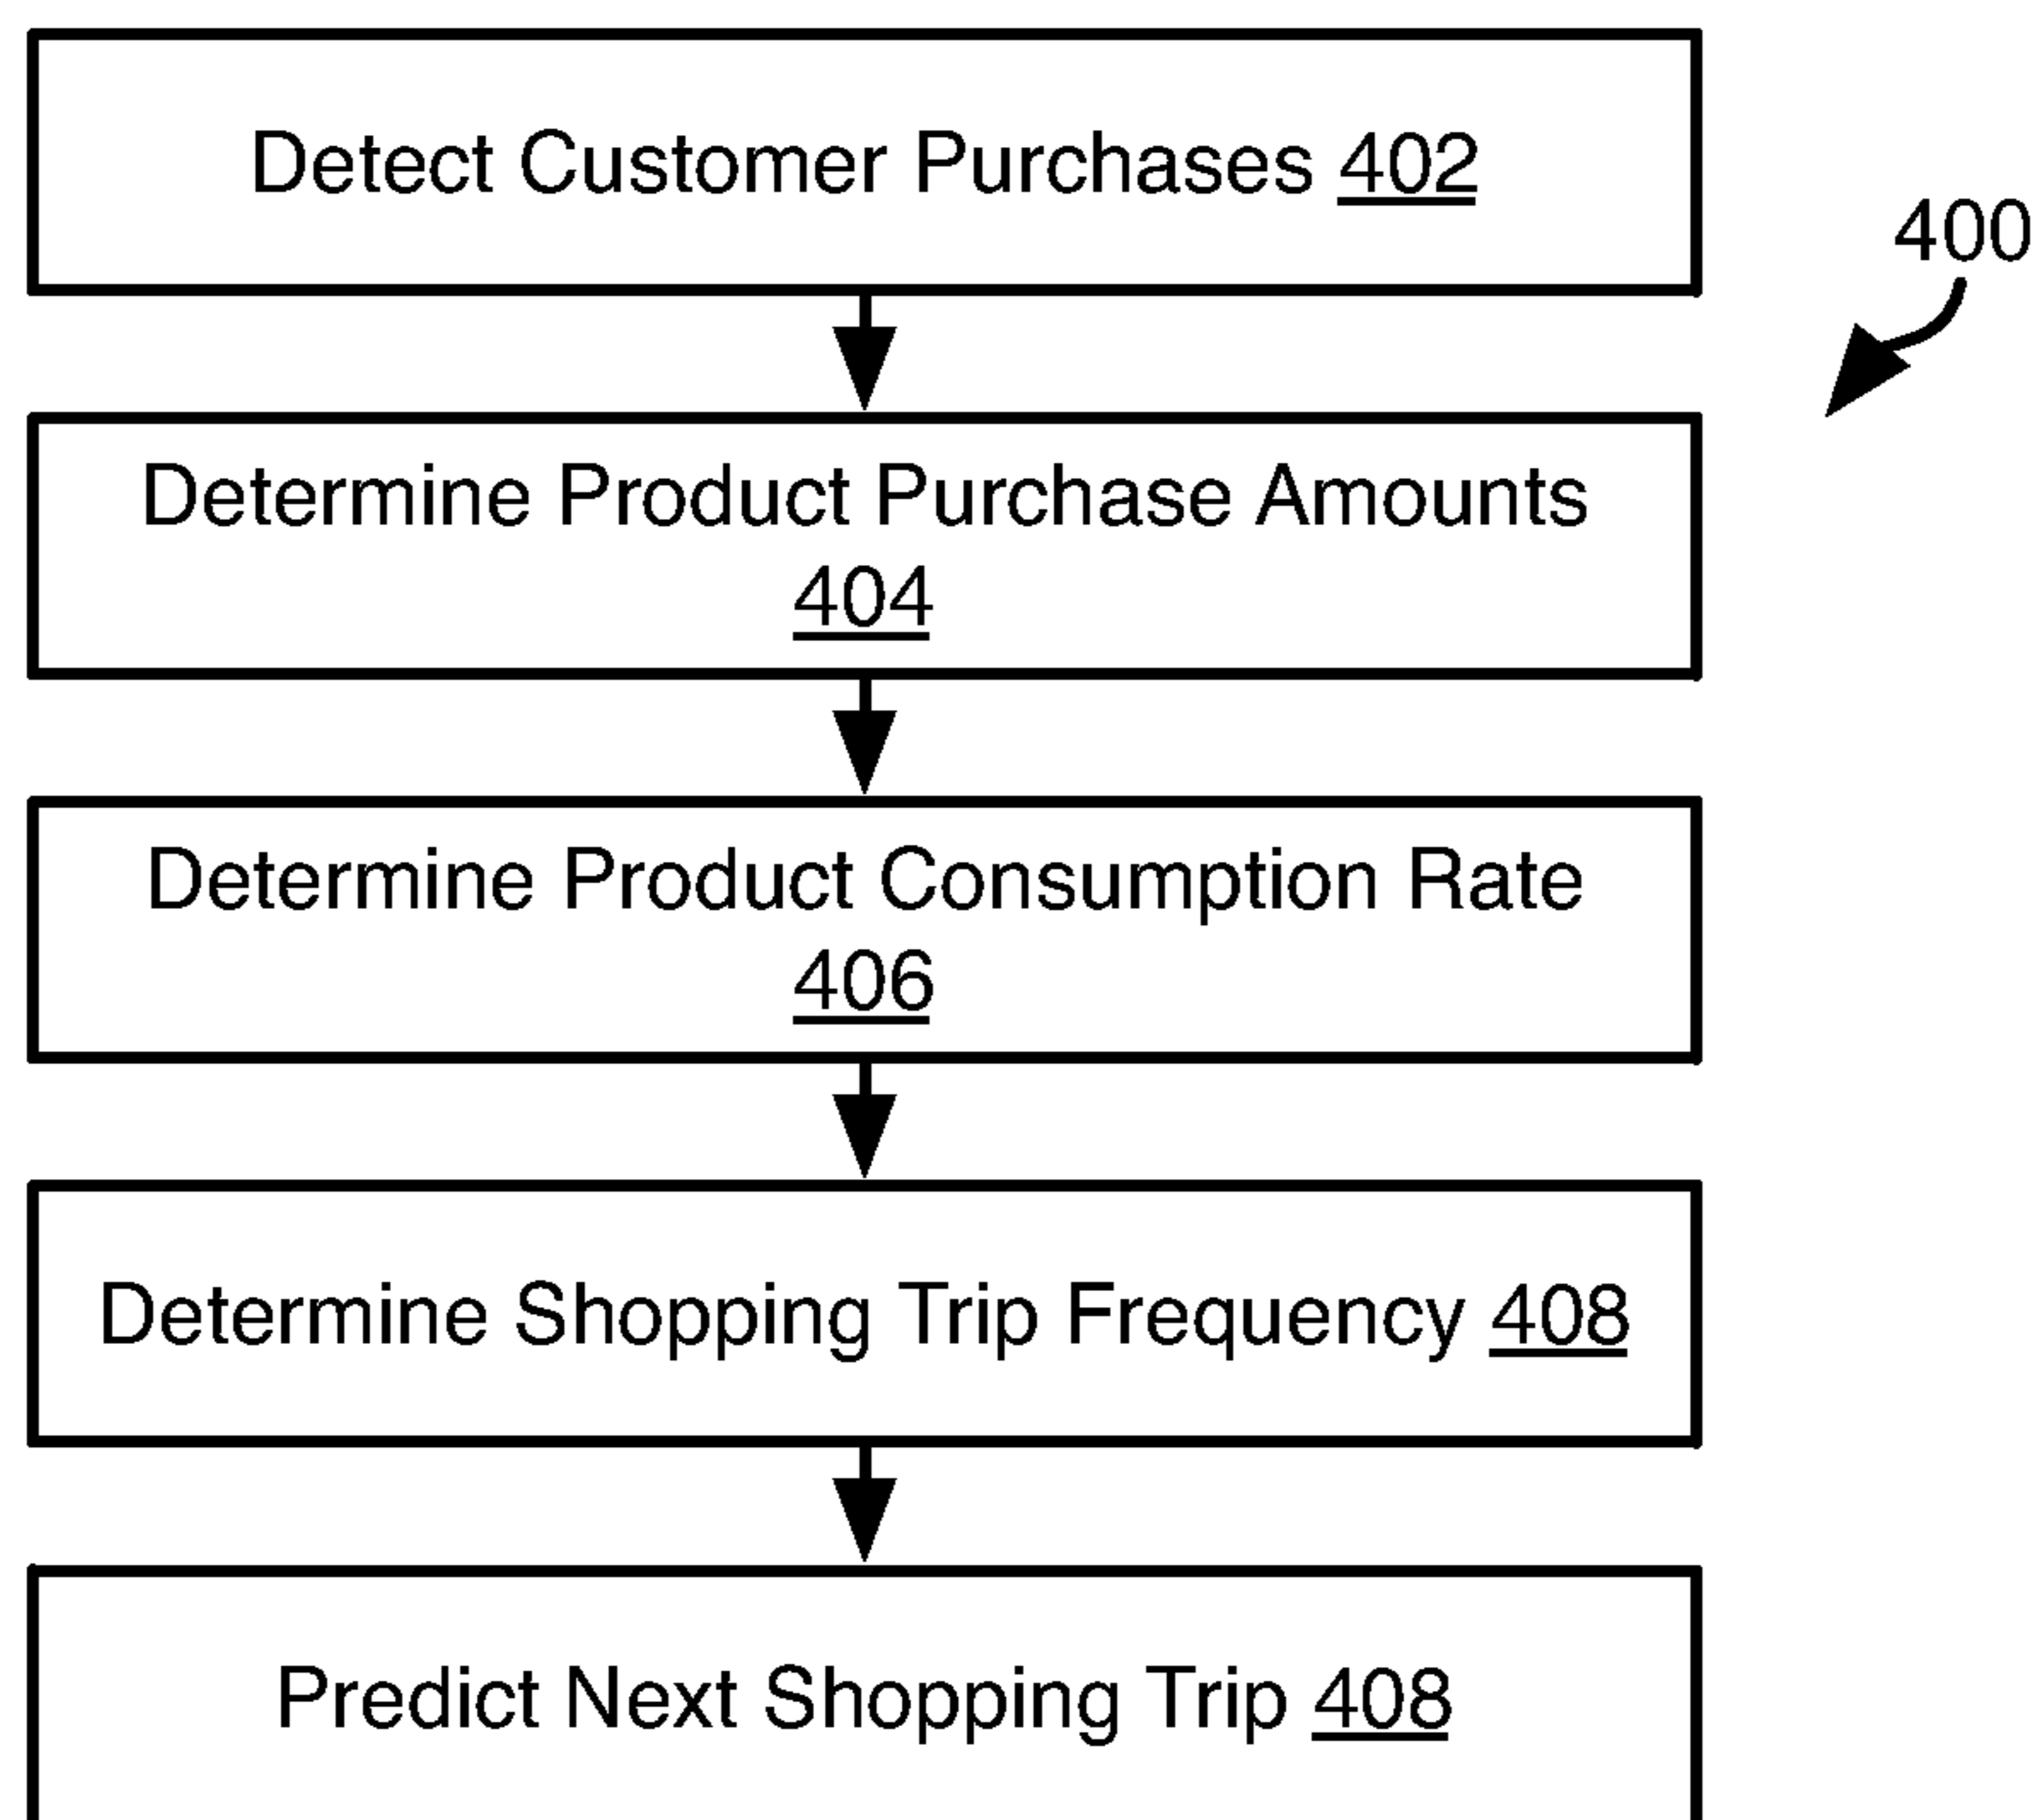 Detect Customer Purchases 402
400
Determine Product Purchase Amounts
404
Determine Product Consumption Rate
406
Determine Shopping Trip Frequency 408
Predict Next Shopping Trip 408